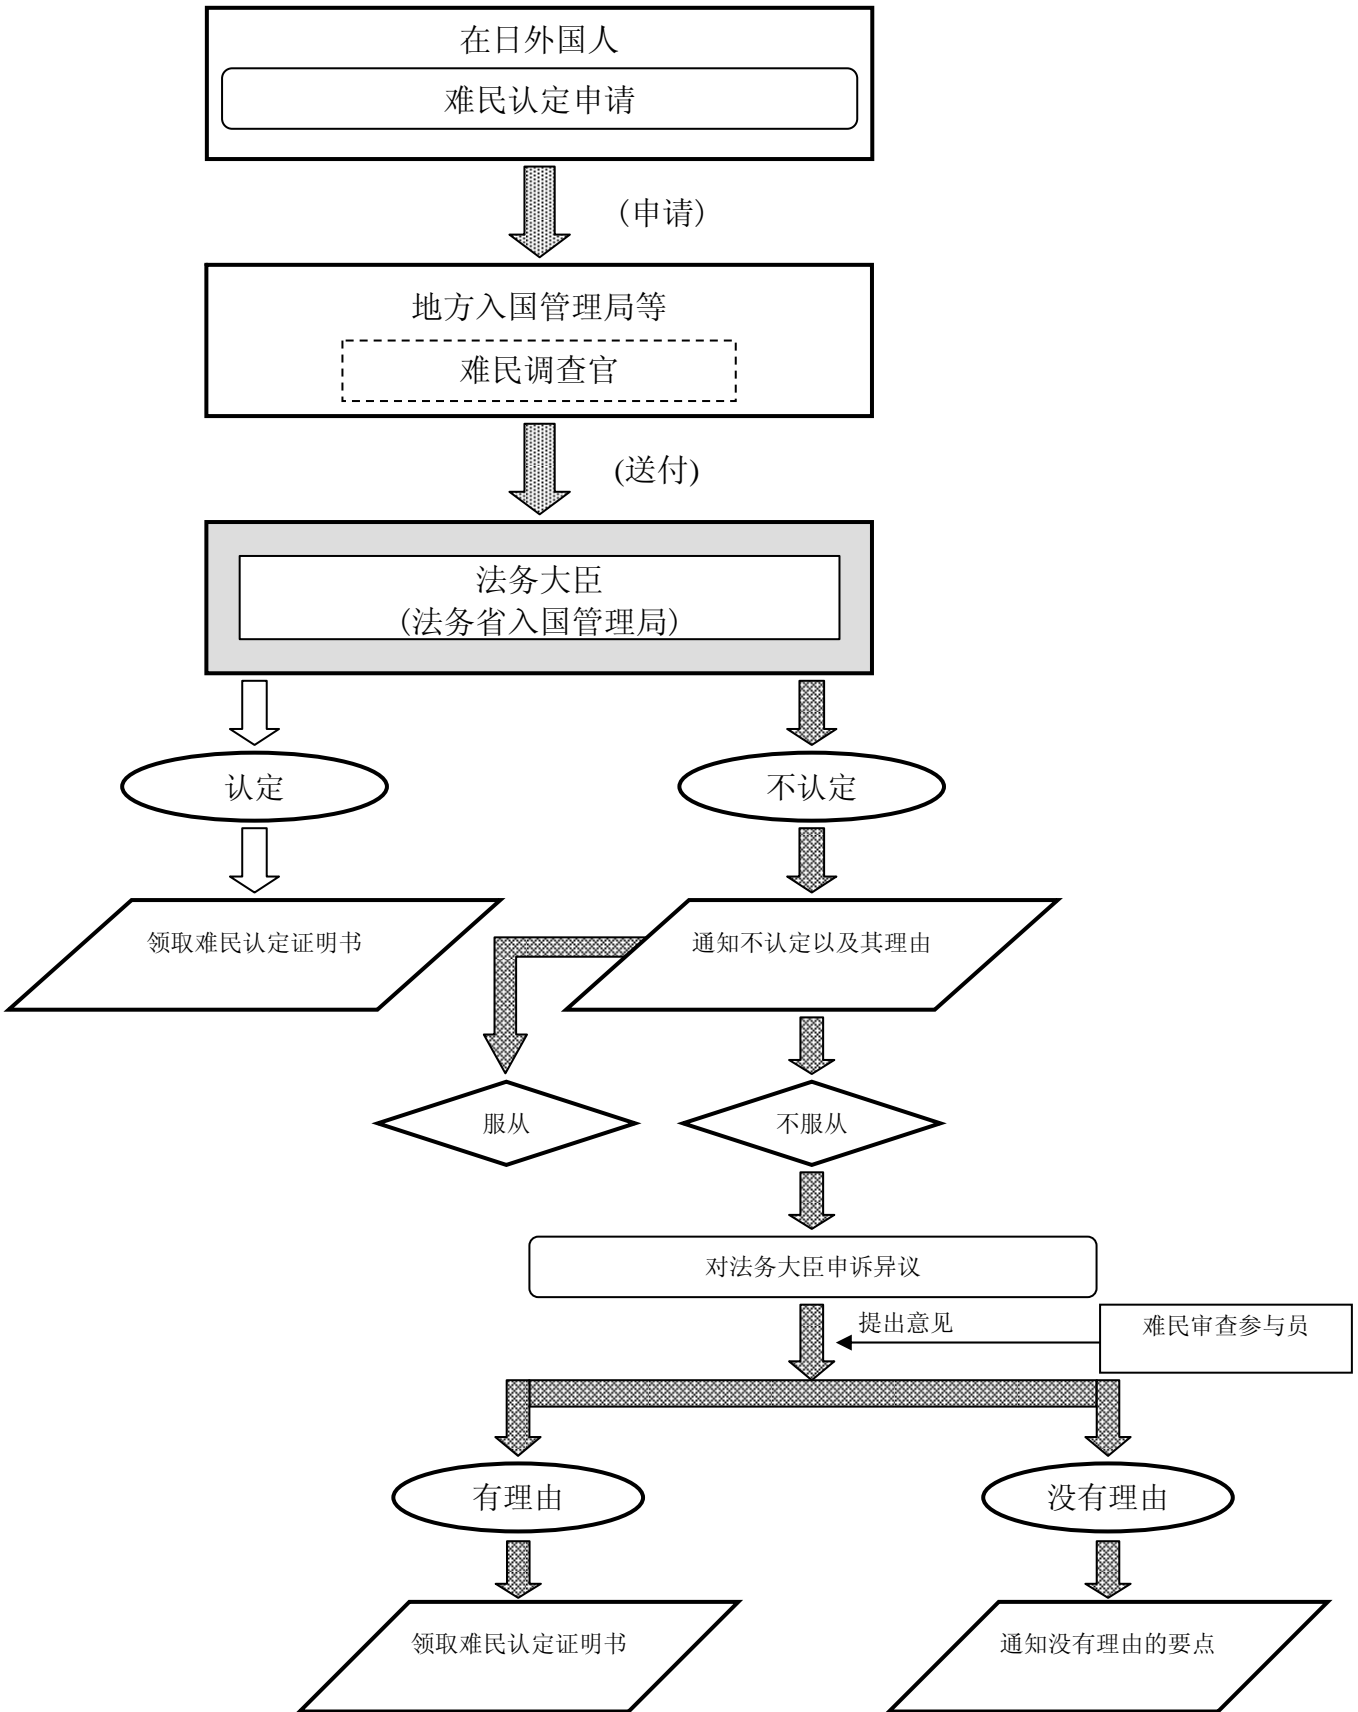 在日外国人
难民认定申请
(申请)
地方入国管理局等
难民调查官
(送付)
法务大臣
(法务省入国管理局)
认定
不认定
领取难民认定证明书
通知不认定以及其理由
服从
不服从
对法务大臣申诉异议
提出意见
难民审查参与员
有理由
没有理由
领取难民认定证明书
通知没有理由的要点